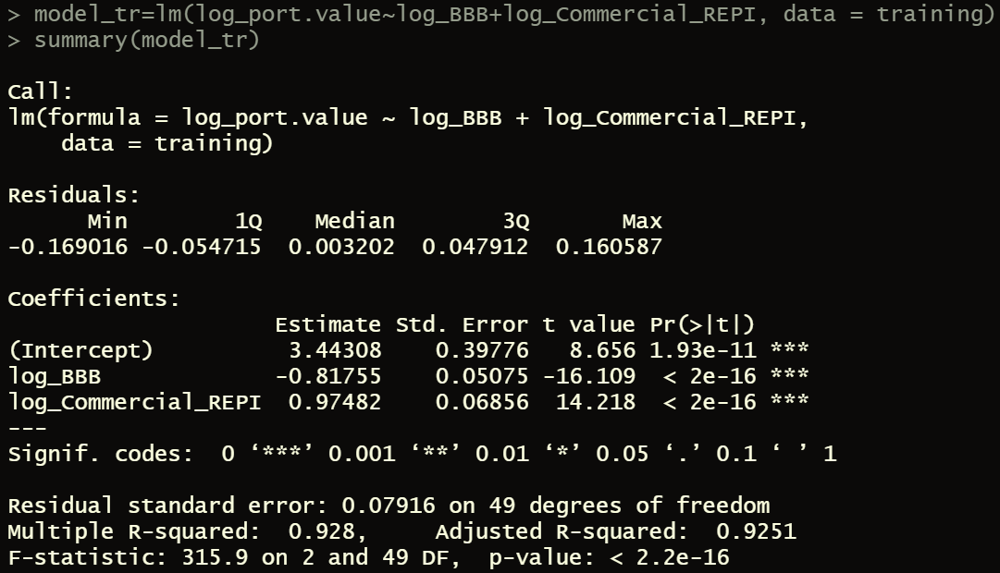 > model_tr=lm(log_port.value~log_BBB+log_Commercial_REPI, data = training)
> summary(model_tr)

Call:
lm(formula = log_port.value ~ log_BBB + log_Commercial_REPI,
    data = training)

Residuals:
      Min        1Q    Median        3Q       Max
-0.169016 -0.054715  0.003202  0.047912  0.160587

Coefficients:
                    Estimate Std. Error t value Pr(>|t|)
(Intercept)          3.44308    0.39776   8.656 1.93e-11 ***
log_BBB             -0.81755    0.05075 -16.109  < 2e-16 ***
log_Commercial_REPI  0.97482    0.06856  14.218  < 2e-16 ***
---
Signif. codes:  0 ‘***’ 0.001 ‘**’ 0.01 ‘*’ 0.05 ‘.’ 0.1 ‘ ’ 1

Residual standard error: 0.07916 on 49 degrees of freedom
Multiple R-squared:  0.928,     Adjusted R-squared:  0.9251
F-statistic: 315.9 on 2 and 49 DF,  p-value: < 2.2e-16